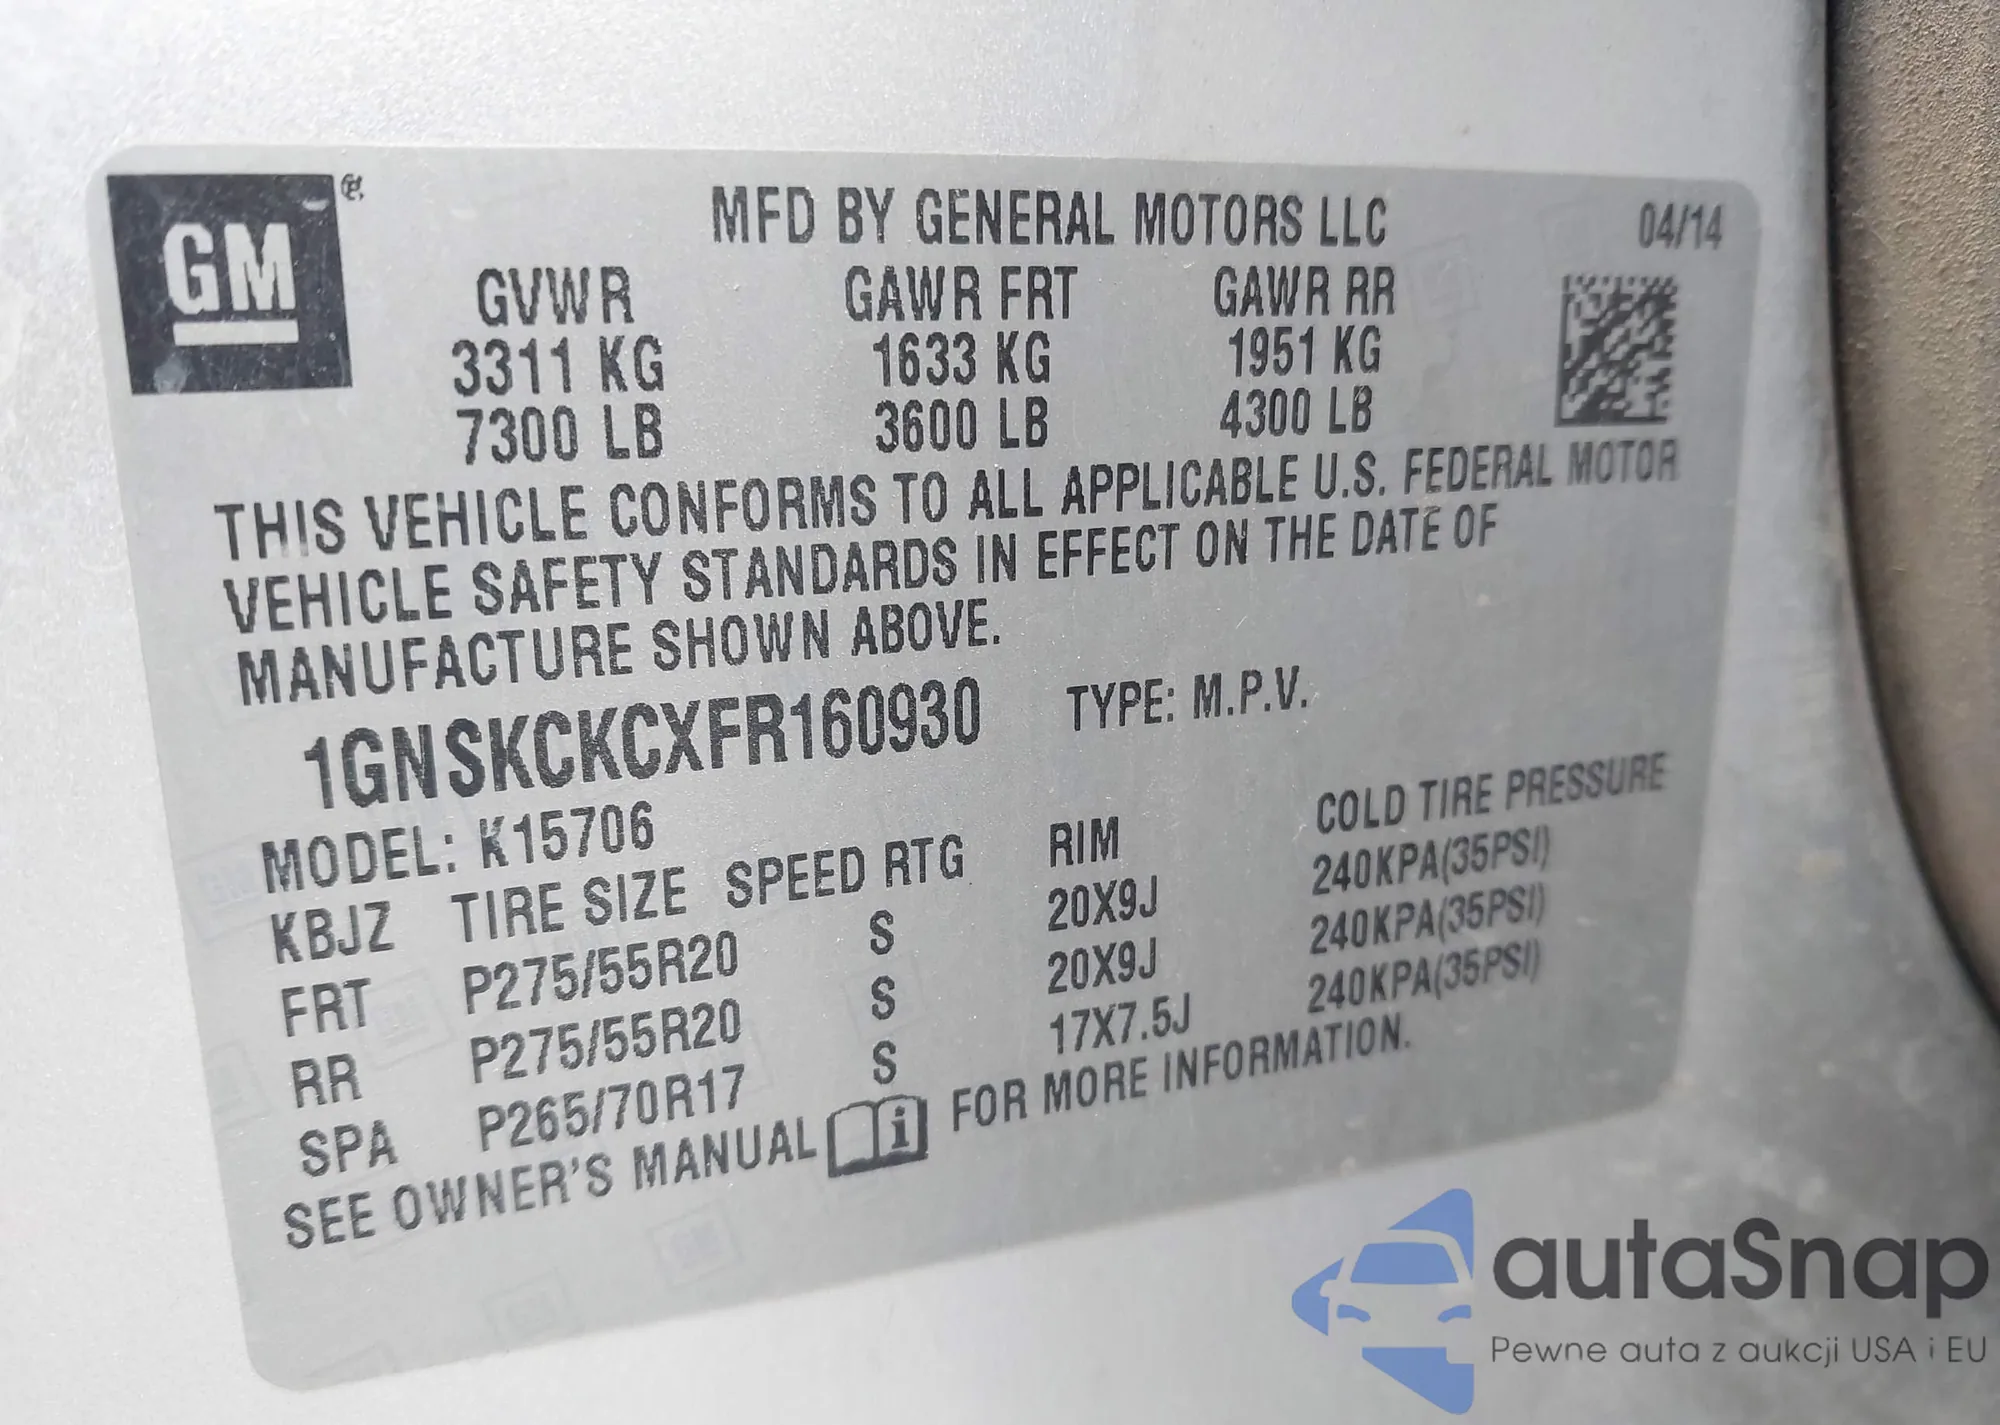 GM
MFD BY GENERAL MOTORS LLC 04/14
GVWR GAWR FRT GAWR RR
3311 KG 1633 KG 1951 KG
7300 LB 3600 LB 4300 LB
THIS VEHICLE CONFORMS TO ALL APPLICABLE U.S. FEDERAL MOTOR
VEHICLE SAFETY STANDARDS IN EFFECT ON THE DATE OF
MANUFACTURE SHOWN ABOVE.
1GNSKCKCXFR160930 TYPE: M.P.V.
MODEL: K15706
KBJZ TIRE SIZE SPEED RTG RIM COLD TIRE PRESSURE
FRT P275/55R20 S 20X9J 240KPA(35PSI)
RR P275/55R20 S 20X9J 240KPA(35PSI)
SPA P265/70R17 S 17X7.5J 240KPA(35PSI)
SEE OWNER'S MANUAL i FOR MORE INFORMATION.
autaSnap
Pewne auta z aukcji USA i EU